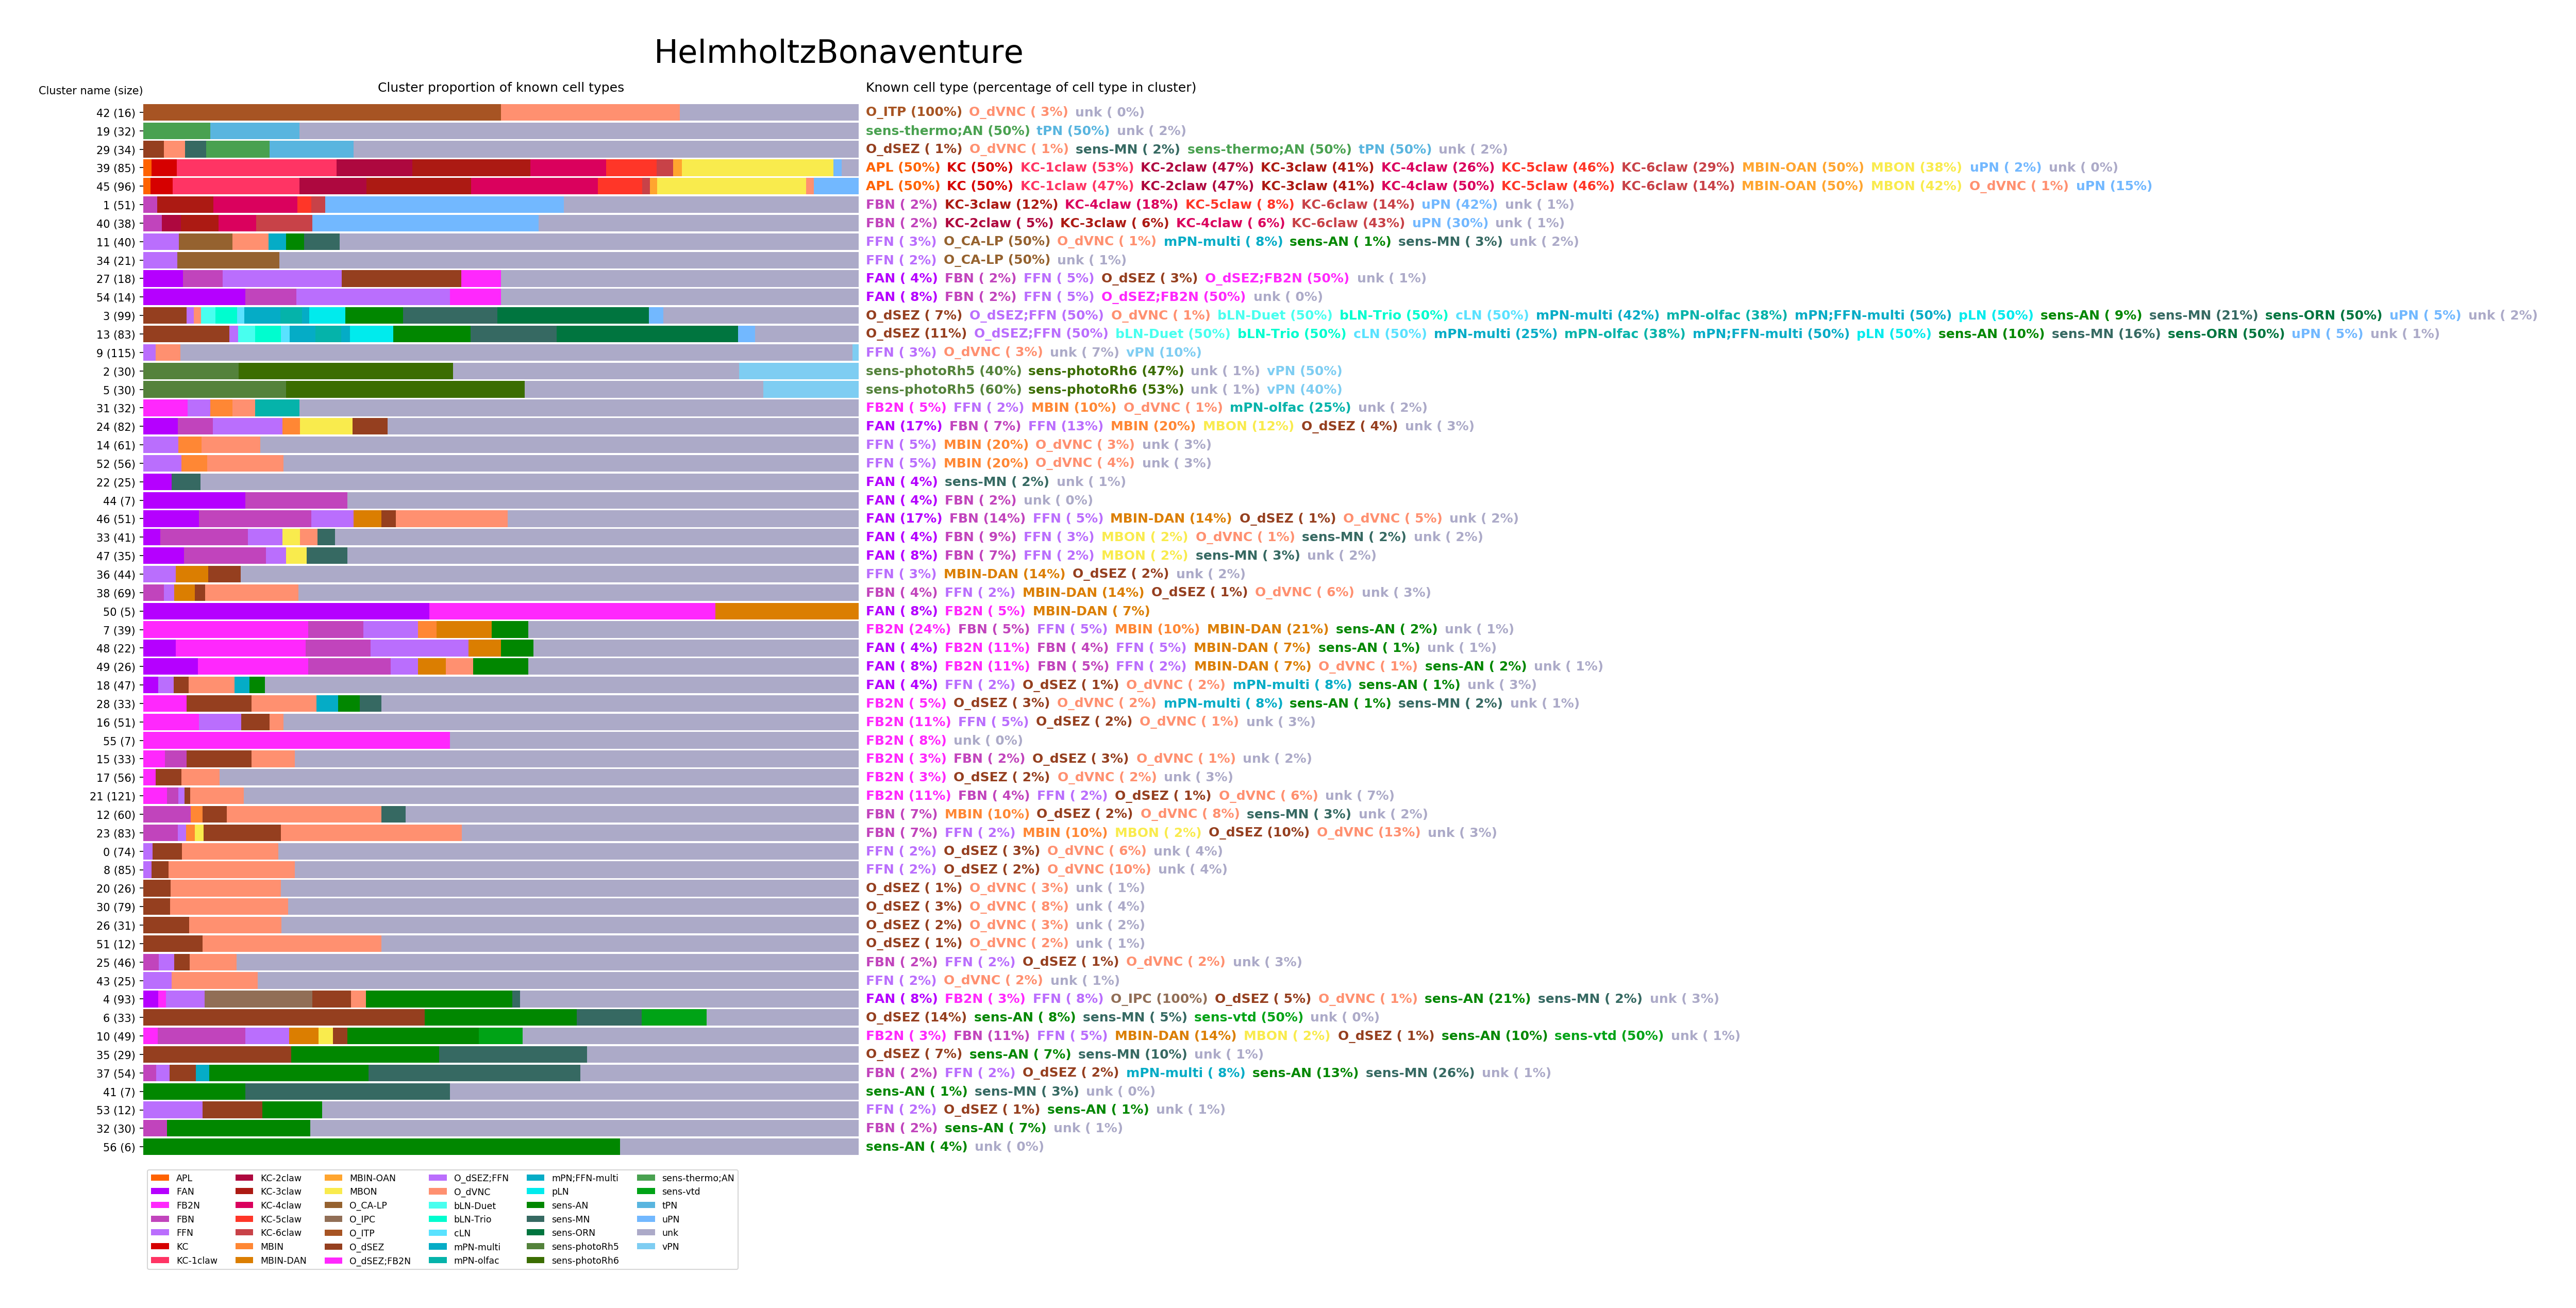 HelmholtzBonaventure
Cluster name (size) Cluster proportion of known cell types Known cell type (percentage of cell type in cluster)
42 (16) O_ITP (100%) O_dVNC ( 3%) unk ( 0%)
19 (32) sens-thermo;AN (50%) tPN (50%) unk ( 2%)
29 (34) O_dSEZ ( 1%) O_dVNC ( 1%) sens-MN ( 2%) sens-thermo;AN (50%) tPN (50%) unk ( 2%)
39 (85) APL (50%) KC (50%) KC-1claw (53%) KC-2claw (47%) KC-3claw (41%) KC-4claw (26%) KC-5claw (46%) KC-6claw (29%) MBIN-OAN (50%) MBON (38%) uPN ( 2%) unk ( 0%)
45 (96) APL (50%) KC (50%) KC-1claw (47%) KC-2claw (47%) KC-3claw (41%) KC-4claw (50%) KC-5claw (46%) KC-6claw (14%) MBIN-OAN (50%) MBON (42%) O_dVNC ( 1%) uPN (15%)
1 (51) FBN ( 2%) KC-3claw (12%) KC-4claw (18%) KC-5claw ( 8%) KC-6claw (14%) uPN (42%) unk ( 1%)
40 (38) FBN ( 2%) KC-2claw ( 5%) KC-3claw ( 6%) KC-4claw ( 6%) KC-6claw (43%) uPN (30%) unk ( 1%)
11 (40) FFN ( 3%) O_CA-LP (50%) O_dVNC ( 1%) mPN-multi ( 8%) sens-AN ( 1%) sens-MN ( 3%) unk ( 2%)
34 (21) FFN ( 2%) O_CA-LP (50%) unk ( 1%)
27 (18) FAN ( 4%) FBN ( 2%) FFN ( 5%) O_dSEZ ( 3%) O_dSEZ;FB2N (50%) unk ( 1%)
54 (14) FAN ( 8%) FBN ( 2%) FFN ( 5%) O_dSEZ;FB2N (50%) unk ( 0%)
3 (99) O_dSEZ ( 7%) O_dSEZ;FFN (50%) O_dVNC ( 1%) bLN-Duet (50%) bLN-Trio (50%) cLN (50%) mPN-multi (42%) mPN-olfac (38%) mPN;FFN-multi (50%) pLN (50%) sens-AN ( 9%) sens-MN (21%) sens-ORN (50%) uPN ( 5%) unk ( 2%)
13 (83) O_dSEZ (11%) O_dSEZ;FFN (50%) bLN-Duet (50%) bLN-Trio (50%) cLN (50%) mPN-multi (25%) mPN-olfac (38%) mPN;FFN-multi (50%) pLN (50%) sens-AN (10%) sens-MN (16%) sens-ORN (50%) uPN ( 5%) unk ( 1%)
9 (115) FFN ( 3%) O_dVNC ( 3%) unk ( 7%) vPN (10%)
2 (30) sens-photoRh5 (40%) sens-photoRh6 (47%) unk ( 1%) vPN (50%)
5 (30) sens-photoRh5 (60%) sens-photoRh6 (53%) unk ( 1%) vPN (40%)
31 (32) FB2N ( 5%) FFN ( 2%) MBIN (10%) O_dVNC ( 1%) mPN-olfac (25%) unk ( 2%)
24 (82) FAN (17%) FBN ( 7%) FFN (13%) MBIN (20%) MBON (12%) O_dSEZ ( 4%) unk ( 3%)
14 (61) FFN ( 5%) MBIN (20%) O_dVNC ( 3%) unk ( 3%)
52 (56) FFN ( 5%) MBIN (20%) O_dVNC ( 4%) unk ( 3%)
22 (25) FAN ( 4%) sens-MN ( 2%) unk ( 1%)
44 (7) FAN ( 4%) FBN ( 2%) unk ( 0%)
46 (51) FAN (17%) FBN (14%) FFN ( 5%) MBIN-DAN (14%) O_dSEZ ( 1%) O_dVNC ( 5%) unk ( 2%)
33 (41) FAN ( 4%) FBN ( 9%) FFN ( 3%) MBON ( 2%) O_dVNC ( 1%) sens-MN ( 2%) unk ( 2%)
47 (35) FAN ( 8%) FBN ( 7%) FFN ( 2%) MBON ( 2%) sens-MN ( 3%) unk ( 2%)
36 (44) FFN ( 3%) MBIN-DAN (14%) O_dSEZ ( 2%) unk ( 2%)
38 (69) FBN ( 4%) FFN ( 2%) MBIN-DAN (14%) O_dSEZ ( 1%) O_dVNC ( 6%) unk ( 3%)
50 (5) FAN ( 8%) FB2N ( 5%) MBIN-DAN ( 7%)
7 (39) FB2N (24%) FBN ( 5%) FFN ( 5%) MBIN (10%) MBIN-DAN (21%) sens-AN ( 2%) unk ( 1%)
48 (22) FAN ( 4%) FB2N (11%) FBN ( 4%) FFN ( 5%) MBIN-DAN ( 7%) sens-AN ( 1%) unk ( 1%)
49 (26) FAN ( 8%) FB2N (11%) FBN ( 5%) FFN ( 2%) MBIN-DAN ( 7%) O_dVNC ( 1%) sens-AN ( 2%) unk ( 1%)
18 (47) FAN ( 4%) FFN ( 2%) O_dSEZ ( 1%) O_dVNC ( 2%) mPN-multi ( 8%) sens-AN ( 1%) unk ( 3%)
28 (33) FB2N ( 5%) O_dSEZ ( 3%) O_dVNC ( 2%) mPN-multi ( 8%) sens-AN ( 1%) sens-MN ( 2%) unk ( 1%)
16 (51) FB2N (11%) FFN ( 5%) O_dSEZ ( 2%) O_dVNC ( 1%) unk ( 3%)
55 (7) FB2N ( 8%) unk ( 0%)
15 (33) FB2N ( 3%) FBN ( 2%) O_dSEZ ( 3%) O_dVNC ( 1%) unk ( 2%)
17 (56) FB2N ( 3%) O_dSEZ ( 2%) O_dVNC ( 2%) unk ( 3%)
21 (121) FB2N (11%) FBN ( 4%) FFN ( 2%) O_dSEZ ( 1%) O_dVNC ( 6%) unk ( 7%)
12 (60) FBN ( 7%) MBIN (10%) O_dSEZ ( 2%) O_dVNC ( 8%) sens-MN ( 3%) unk ( 2%)
23 (83) FBN ( 7%) FFN ( 2%) MBIN (10%) MBON ( 2%) O_dSEZ (10%) O_dVNC (13%) unk ( 3%)
0 (74) FFN ( 2%) O_dSEZ ( 3%) O_dVNC ( 6%) unk ( 4%)
8 (85) FFN ( 2%) O_dSEZ ( 2%) O_dVNC (10%) unk ( 4%)
20 (26) O_dSEZ ( 1%) O_dVNC ( 3%) unk ( 1%)
30 (79) O_dSEZ ( 3%) O_dVNC ( 8%) unk ( 4%)
26 (31) O_dSEZ ( 2%) O_dVNC ( 3%) unk ( 2%)
51 (12) O_dSEZ ( 1%) O_dVNC ( 2%) unk ( 1%)
25 (46) FBN ( 2%) FFN ( 2%) O_dSEZ ( 1%) O_dVNC ( 2%) unk ( 3%)
43 (25) FFN ( 2%) O_dVNC ( 2%) unk ( 1%)
4 (93) FAN ( 8%) FB2N ( 3%) FFN ( 8%) O_IPC (100%) O_dSEZ ( 5%) O_dVNC ( 1%) sens-AN (21%) sens-MN ( 2%) unk ( 3%)
6 (33) O_dSEZ (14%) sens-AN ( 8%) sens-MN ( 5%) sens-vtd (50%) unk ( 0%)
10 (49) FB2N ( 3%) FBN (11%) FFN ( 5%) MBIN-DAN (14%) MBON ( 2%) O_dSEZ ( 1%) sens-AN (10%) sens-vtd (50%) unk ( 1%)
35 (29) O_dSEZ ( 7%) sens-AN ( 7%) sens-MN (10%) unk ( 1%)
37 (54) FBN ( 2%) FFN ( 2%) O_dSEZ ( 2%) mPN-multi ( 8%) sens-AN (13%) sens-MN (26%) unk ( 1%)
41 (7) sens-AN ( 1%) sens-MN ( 3%) unk ( 0%)
53 (12) FFN ( 2%) O_dSEZ ( 1%) sens-AN ( 1%) unk ( 1%)
32 (30) FBN ( 2%) sens-AN ( 7%) unk ( 1%)
56 (6) sens-AN ( 4%) unk ( 0%)
APL KC-2claw MBIN-OAN O_dSEZ;FFN mPN;FFN-multi sens-thermo;AN
FAN KC-3claw MBON O_dVNC pLN sens-vtd
FB2N KC-4claw O_CA-LP bLN-Duet sens-AN tPN
FBN KC-5claw O_IPC bLN-Trio sens-MN uPN
FFN KC-6claw O_ITP cLN sens-ORN unk
KC MBIN O_dSEZ mPN-multi sens-photoRh5 vPN
KC-1claw MBIN-DAN O_dSEZ;FB2N mPN-olfac sens-photoRh6